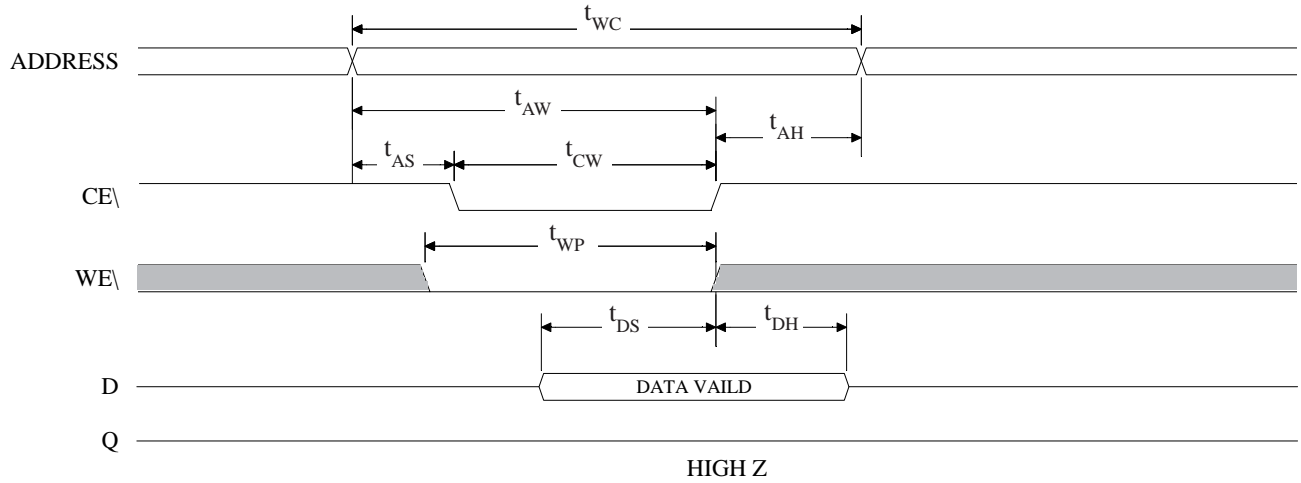 tWC
ADDRESS
tAW
tAH
tAS
tCW
CE\
tWP
WE\
tDS
tDH
D
DATA VAILD
Q
HIGH Z